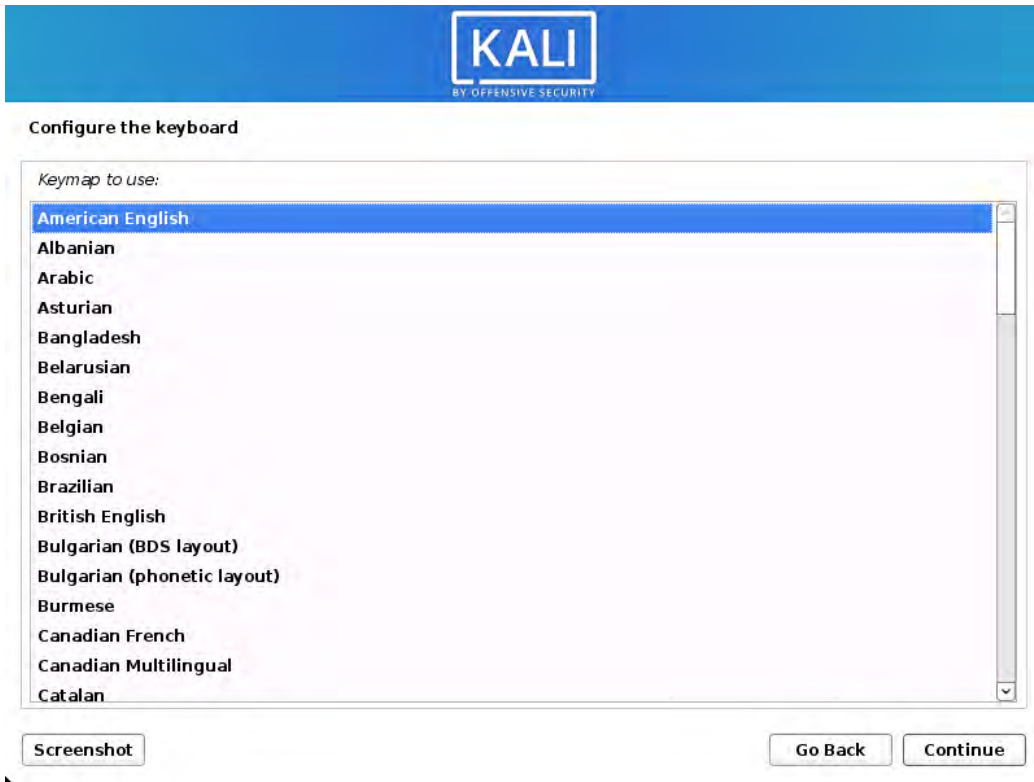 KALI
BY OFFENSIVE SECURITY
Configure the keyboard
Keymap to use:
American English
Albanian
Arabic
Asturian
Bangladesh
Belarusian
Bengali
Belgian
Bosnian
Brazilian
British English
Bulgarian (BDS layout)
Bulgarian (phonetic layout)
Burmese
Canadian French
Canadian Multilingual
Catalan
Screenshot Go Back Continue